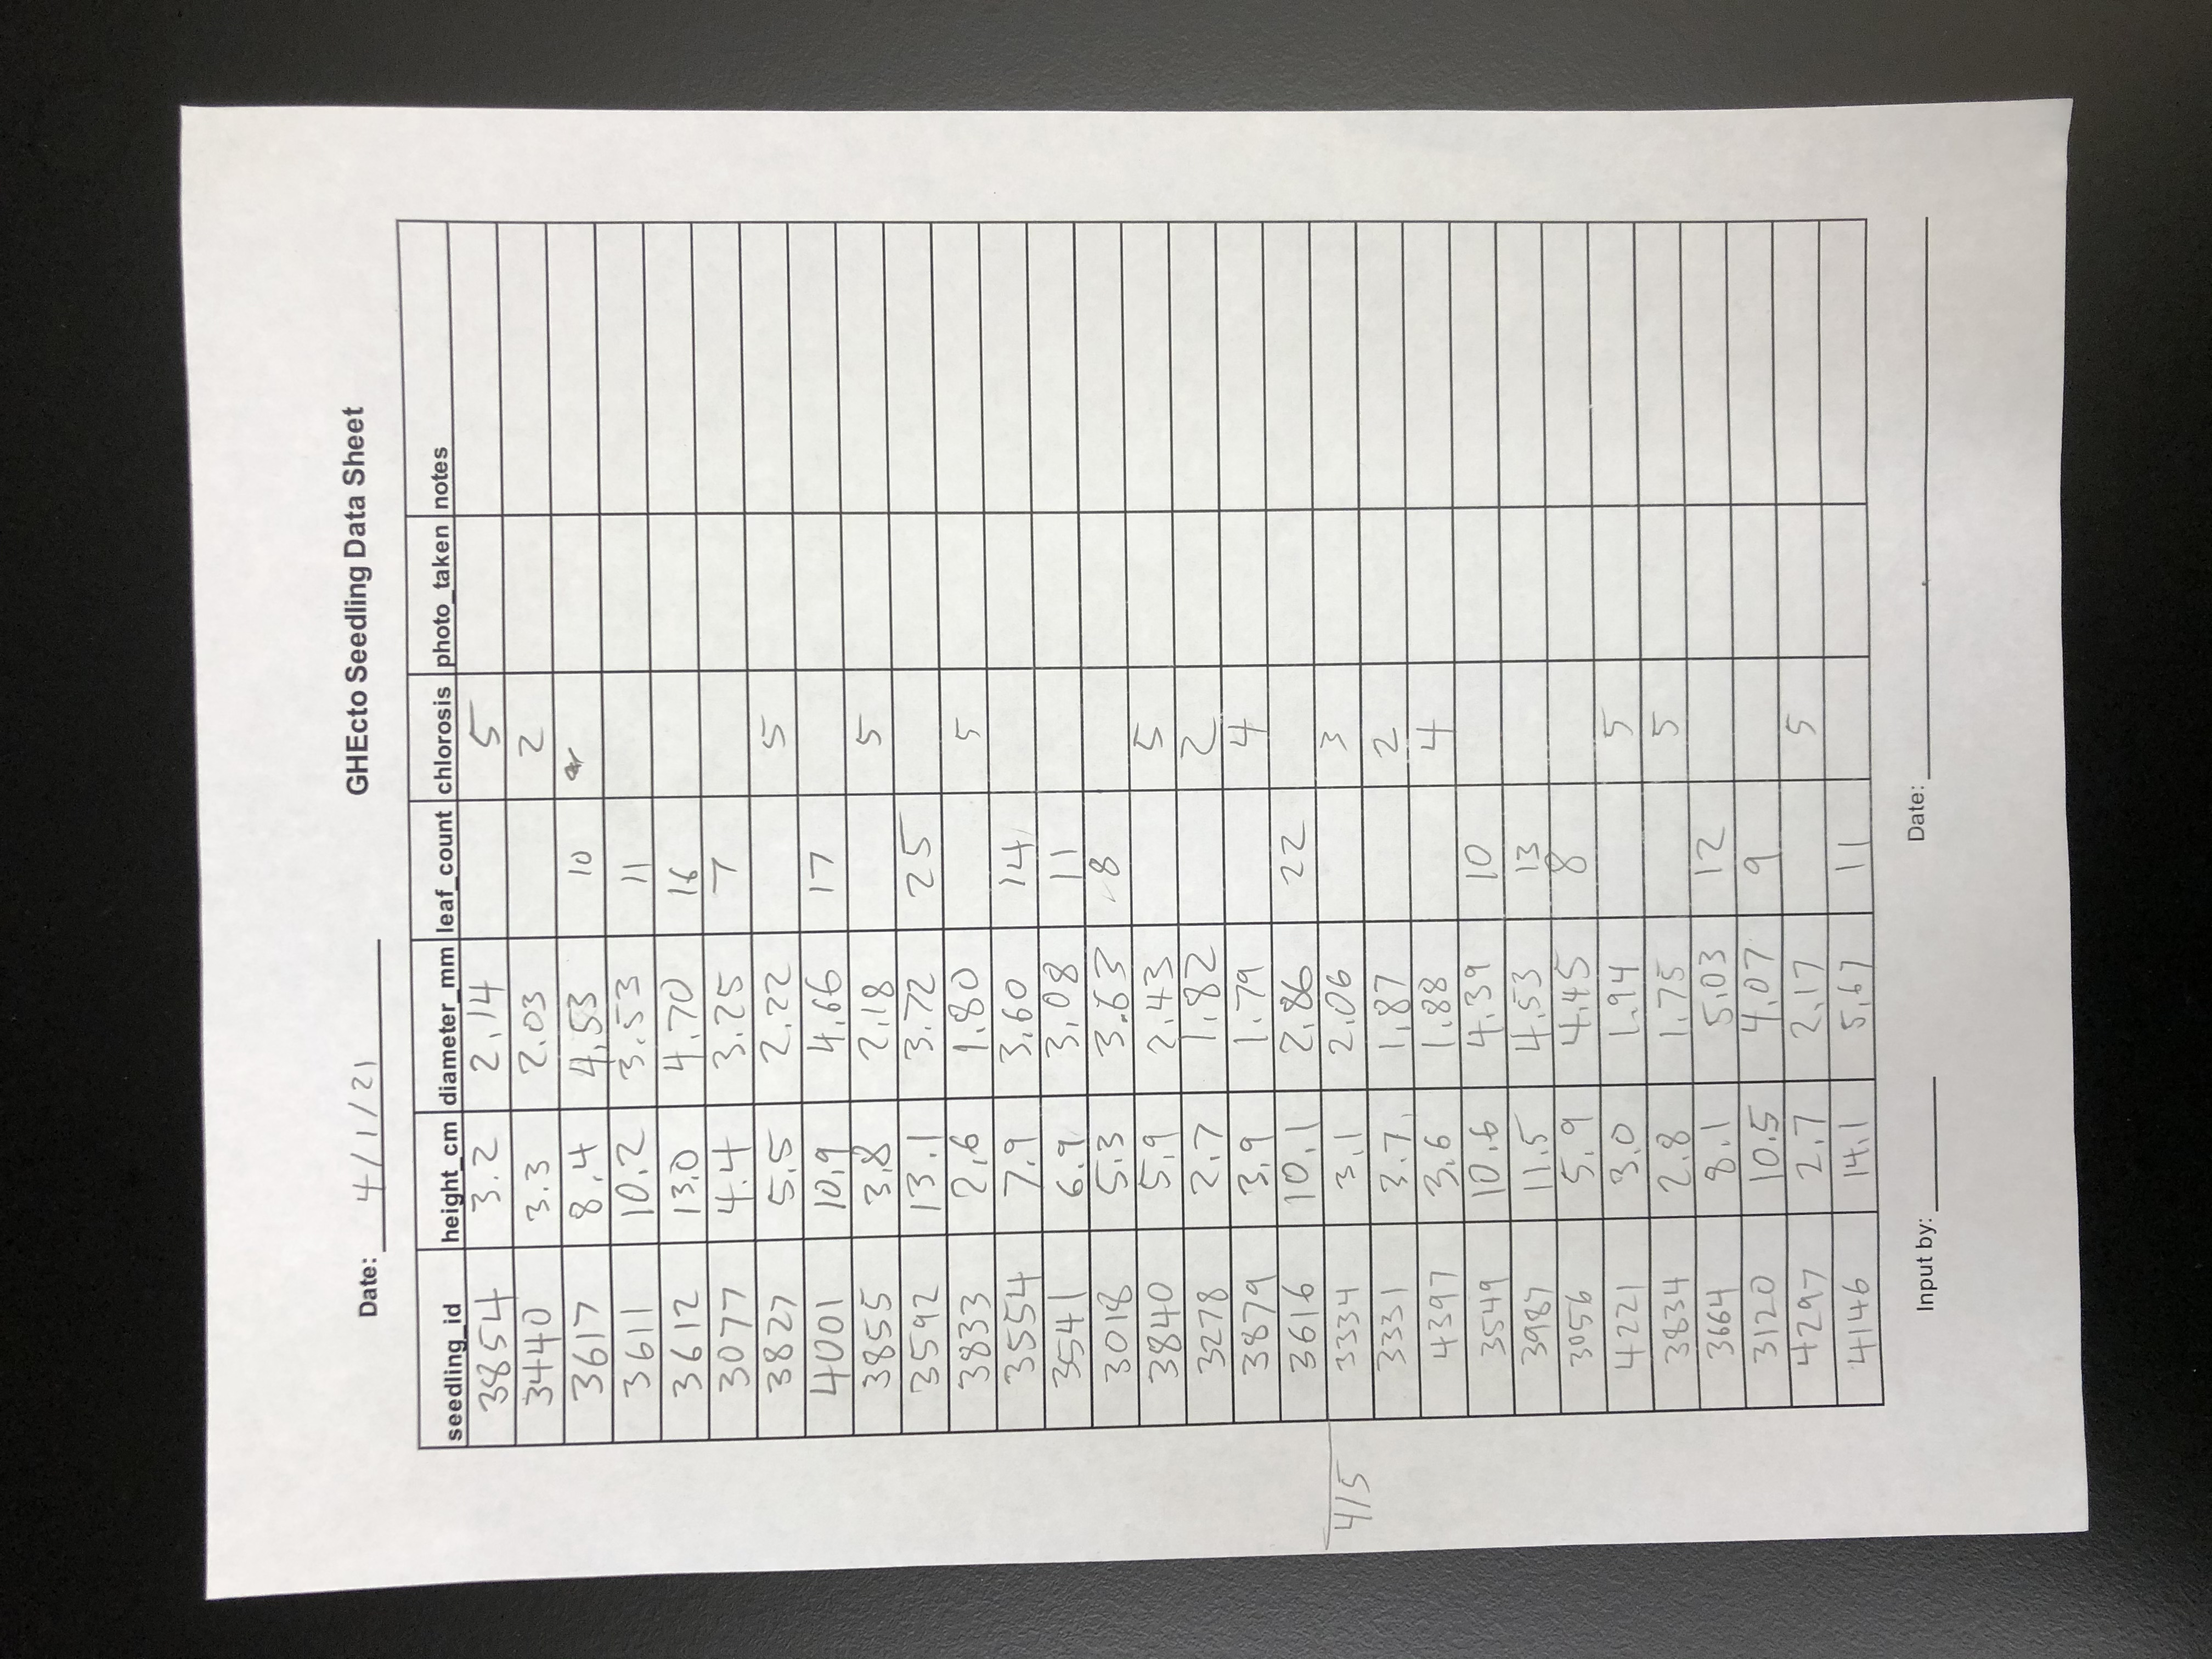 GHEcto Seedling Data Sheet
Date: 4/1/21
seedling_id height_cm diameter_mm leaf_count chlorosis photo_taken notes
3854 3.2 2.14 5
3440 3.3 2.03 2
3617 8.4 4.53 10
3611 10.2 3.53 11
3612 13.0 4.70 16
3077 4.4 3.25 7
3827 5.5 2.22 5
4001 10.9 4.66 17
3855 3.8 2.18 5
3592 13.1 3.72 25
3833 2.6 1.80 5
3554 7.9 3.60 14
3541 6.9 3.08 11
3018 5.3 3.63 8
3840 5.9 2.43 5
3278 2.7 1.82 2
3879 3.9 1.79 4
3616 10.1 2.86 22
4/5 3334 3.1 2.06 3
3331 3.7 1.87 2
4397 3.6 1.88 4
3549 10.6 4.39 10
3987 11.5 4.53 13
3056 5.9 4.45 8
4221 3.0 1.94 5
3834 2.8 1.75 5
3664 8.1 5.03 12
3120 10.5 4.07 9
4297 2.7 2.17 5
4146 14.1 5.67 11
Input by: Date: